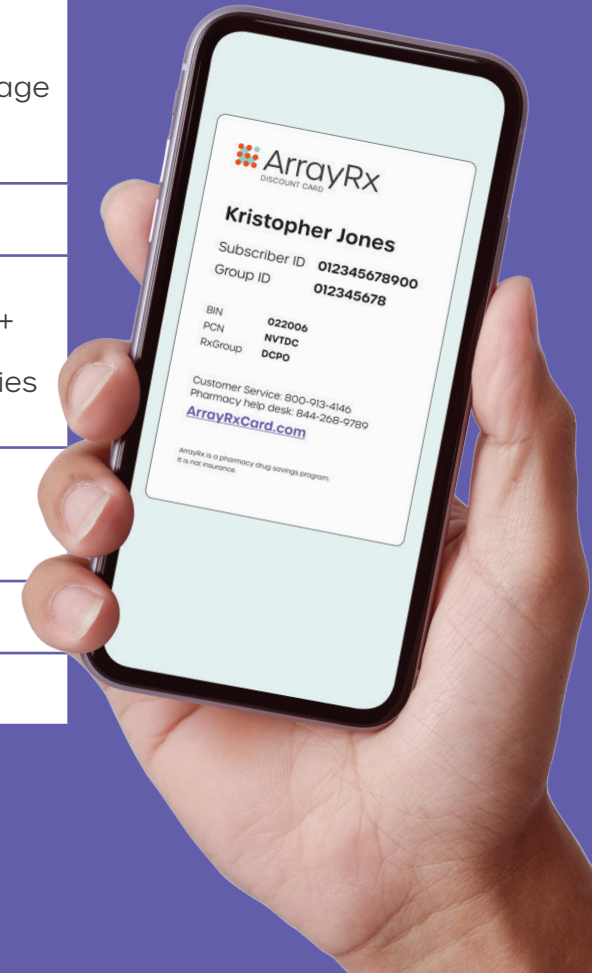 age
+
ies
ArrayRx
DISCOUNT CARD
Kristopher Jones
Subscriber ID 012345678900
Group ID 012345678
BIN 022006
PCN NVTDC
RxGroup DCPO
Customer Service: 800-913-4146
Pharmacy help desk: 844-268-9789
ArrayRxCard.com
ArrayRx is a pharmacy drug savings program.
It is not insurance.